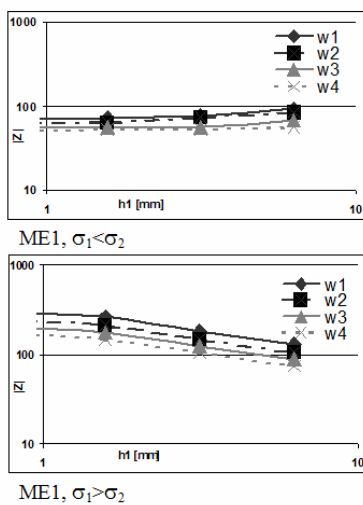 1000
w1
w2
w3
w4
100
|Z|
10
1
h1 [mm]
10
ME1, σ₁<σ₂
1000
w1
w2
w3
w4
100
|Z|
10
1
h1 [mm]
10
ME1, σ₁>σ₂